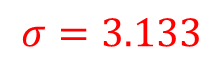 σ = 3.133